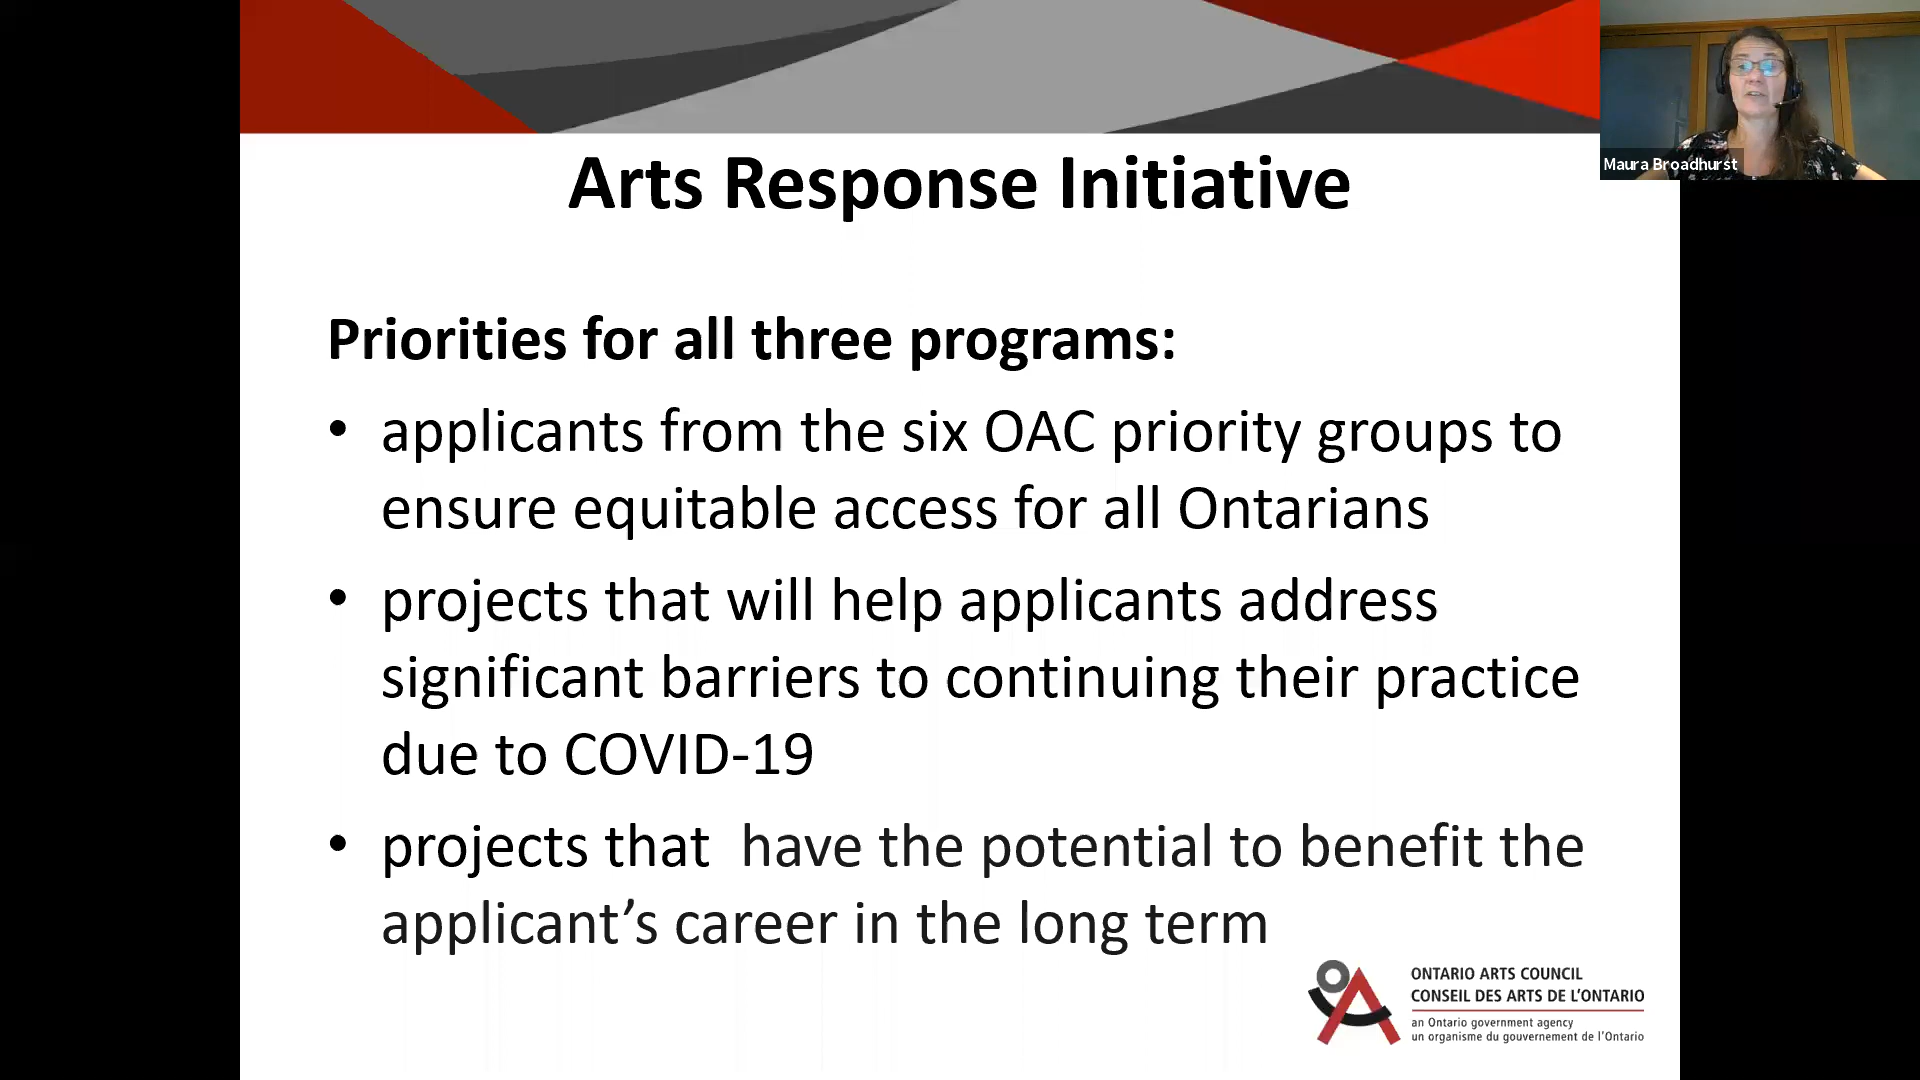 Arts Response Initiative
Maura Broadhurst
Priorities for all three programs:
• applicants from the six OAC priority groups to
ensure equitable access for all Ontarians
• projects that will help applicants address
significant barriers to continuing their practice
due to COVID-19
• projects that  have the potential to benefit the
applicant’s career in the long term
ONTARIO ARTS COUNCIL
CONSEIL DES ARTS DE L’ONTARIO
an Ontario government agency
un organisme du gouvernement de l’Ontario